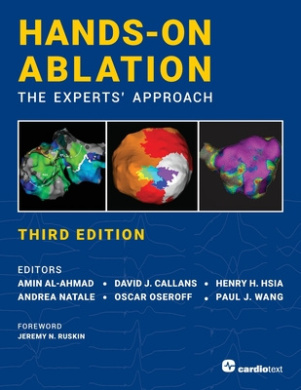 HANDS-ON
ABLATION
THE EXPERTS' APPROACH
THIRD EDITION
EDITORS
AMIN AL-AHMAD • DAVID J. CALLANS • HENRY H. HSIA
ANDREA NATALE • OSCAR OSEROFF • PAUL J. WANG
FOREWORD
JEREMY N. RUSKIN
cardiotext